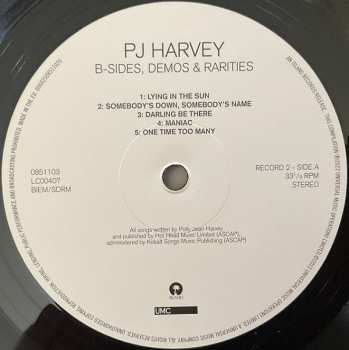 PJ HARVEY
B-SIDES, DEMOS & RARITIES
1: LYING IN THE SUN
2: SOMEBODY'S DOWN, SOMEBODY'S NAME
3: DARLING BE THERE
4: MANIAC
5: ONE TIME TOO MANY
0851103
LC00407
BIEM/SDRM
RECORD 2 - SIDE A
33⅓ RPM
STEREO
All songs written by Polly Jean Harvey
and published by Hot Head Music Limited (ASCAP),
administered by Kobalt Songs Music Publishing (ASCAP)
ISLAND
UMC